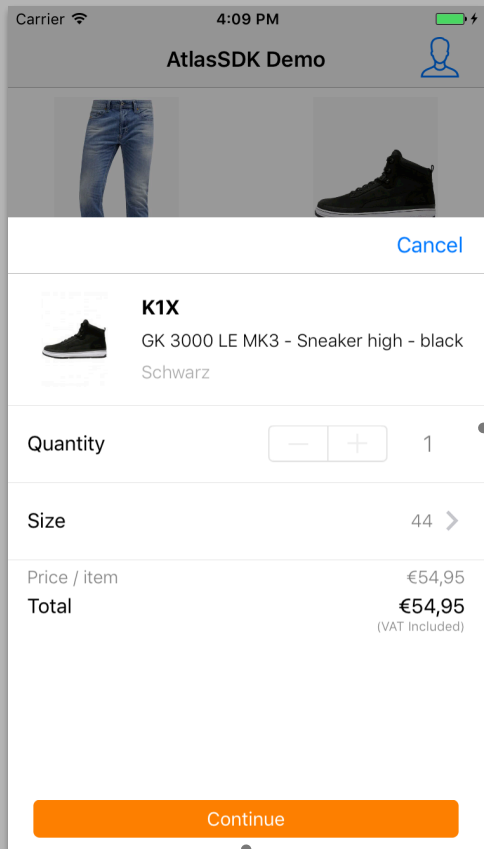 Carrier
4:09 PM
AtlasSDK Demo
Cancel
K1X
GK 3000 LE MK3 - Sneaker high - black
Schwarz
Quantity
1
Size
44
Price / item
€54,95
Total
€54,95
(VAT Included)
Continue